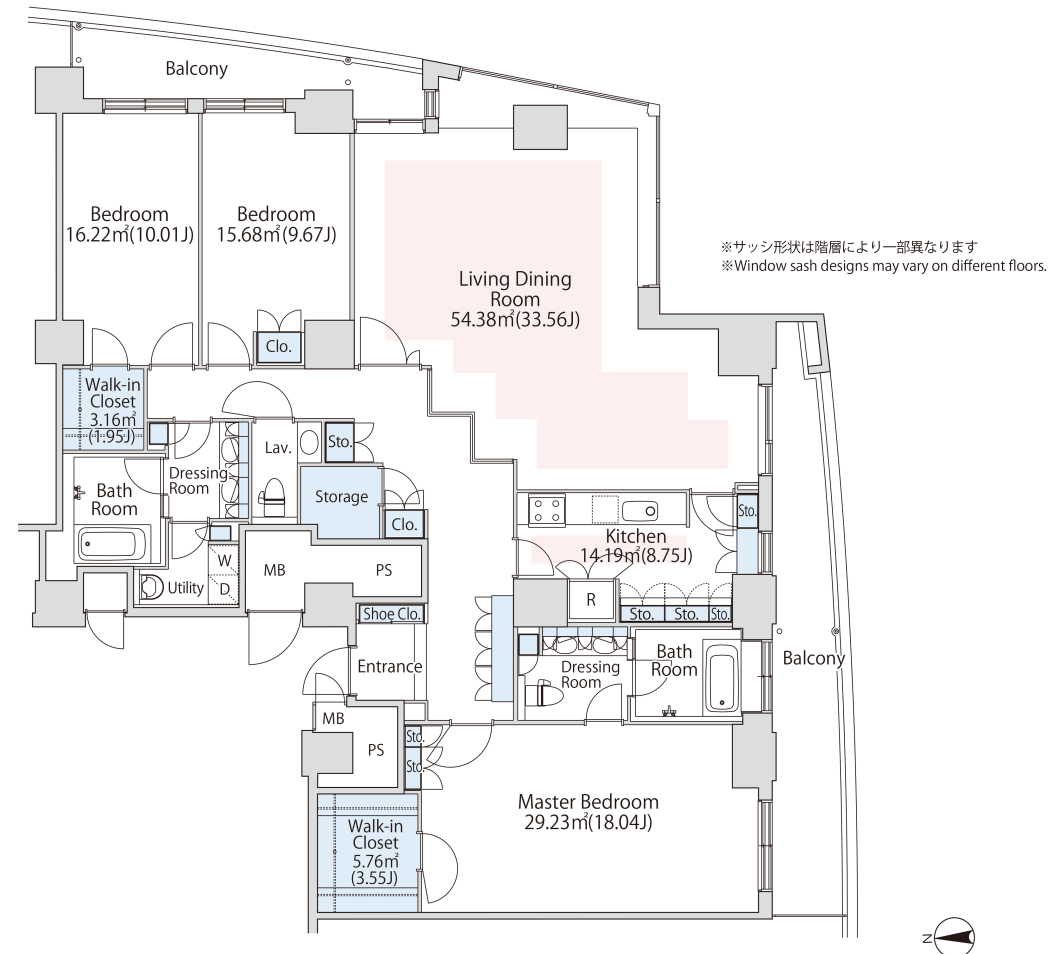 Balcony
Bedroom
16.22㎡(10.01J)
Bedroom
15.68㎡(9.67J)
Living Dining
Room
54.38㎡(33.56J)
※サッシ形状は階層により一部異なります
※Window sash designs may vary on different floors.
Clo.
Walk-in
Closet
3.16㎡
(1.95J)
Lav.
Sto.
Dressing
Room
Bath
Room
Storage
Clo.
Sto.
Kitchen
14.19㎡(8.75J)
W
D
Utility
MB
PS
R
Shoe Clo.
Sto.
Sto.
Sto.
Entrance
Dressing
Room
Bath
Room
Balcony
MB
PS
Sto.
Sto.
Master Bedroom
29.23㎡(18.04J)
Walk-in
Closet
5.76㎡
(3.55J)
N